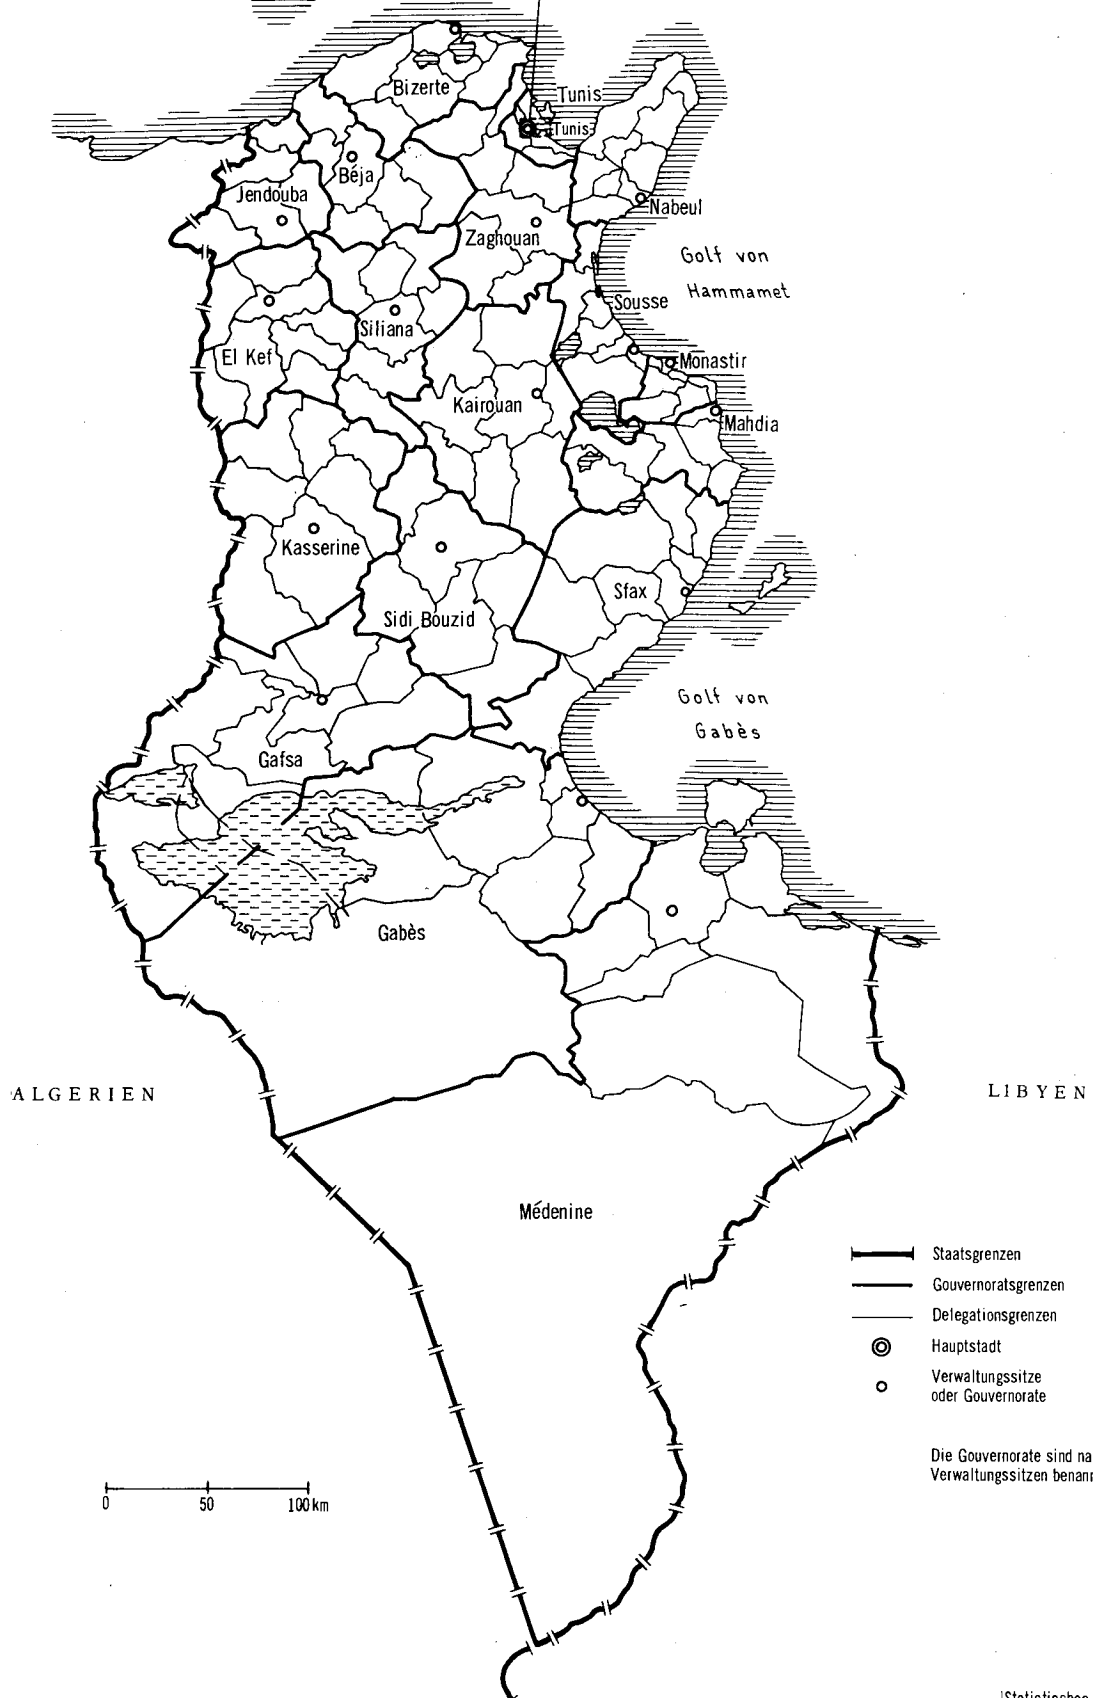 Bizerte
Tunis
Tunis
Béja
Jendouba
Nabeul
Zaghouan
Golf von
Hammamet
Sousse
Siliana
El Kef
Monastir
Kairouan
Mahdia
Kasserine
Sfax
Sidi Bouzid
Golf von
Gabès
Gafsa
Gabès
ALGERIEN
LIBYEN
Médenine
Staatsgrenzen
Gouvernoratsgrenzen
Delegationsgrenzen
Hauptstadt
Verwaltungssitze
oder Gouvernorate
Die Gouvernorate sind na
Verwaltungssitzen benan
0 50 100 km